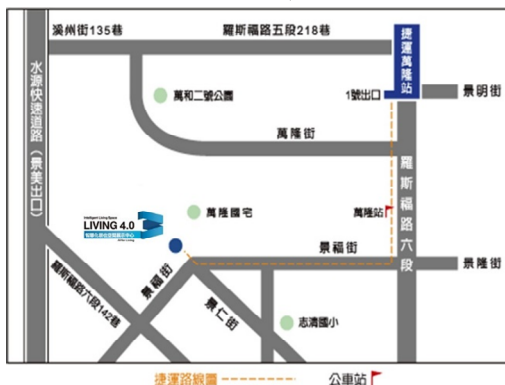 溪州街135巷
羅斯福路五段218巷
捷運萬隆站
水源快速道路（景美出口）
萬和二號公園
1號出口
景明街
萬隆街
羅斯福路六段
萬隆國宅
萬隆站
Intelligent Living Space
LIVING 4.0
景福街
景隆街
景福街
羅斯福路六段142巷
景仁街
志清國小
捷運路線圖
公車站